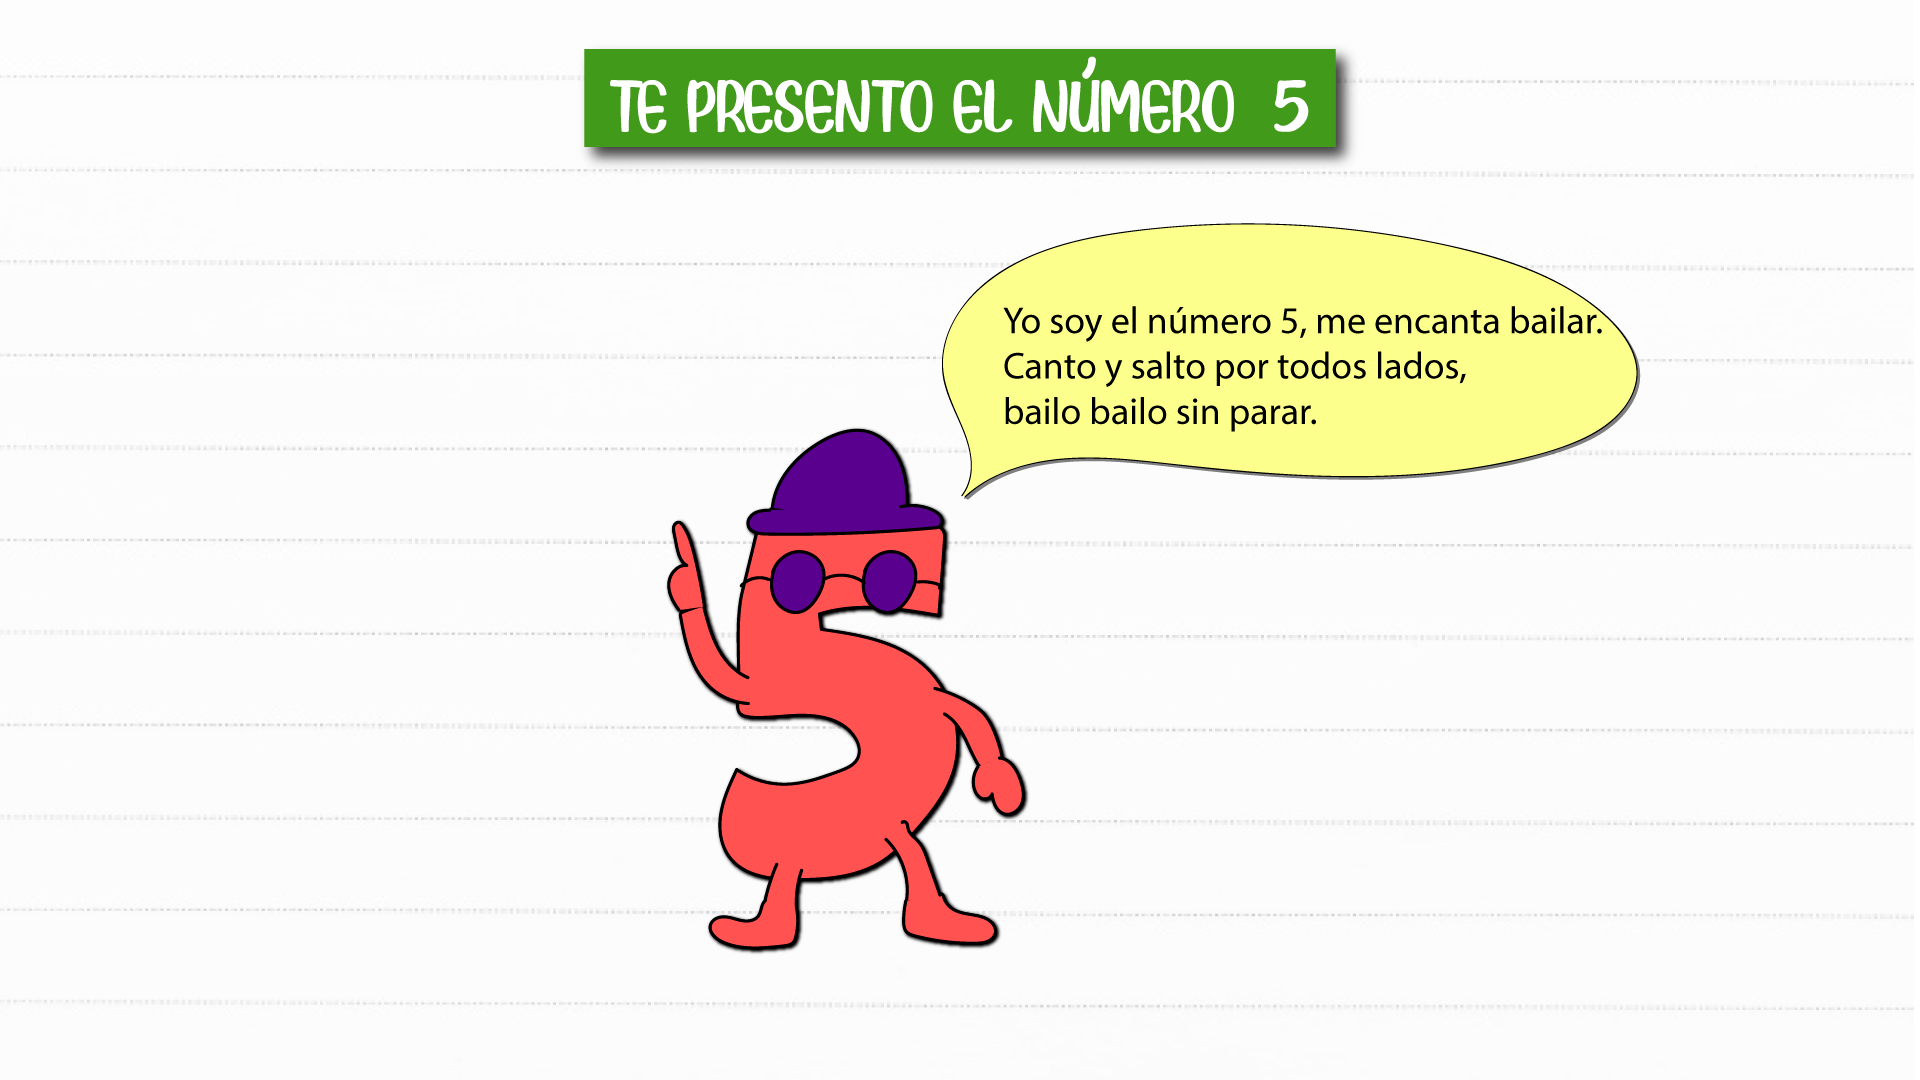 TE PRESENTO EL NÚMERO 5
Yo soy el número 5, me encanta bailar.
Canto y salto por todos lados,
bailo bailo sin parar.